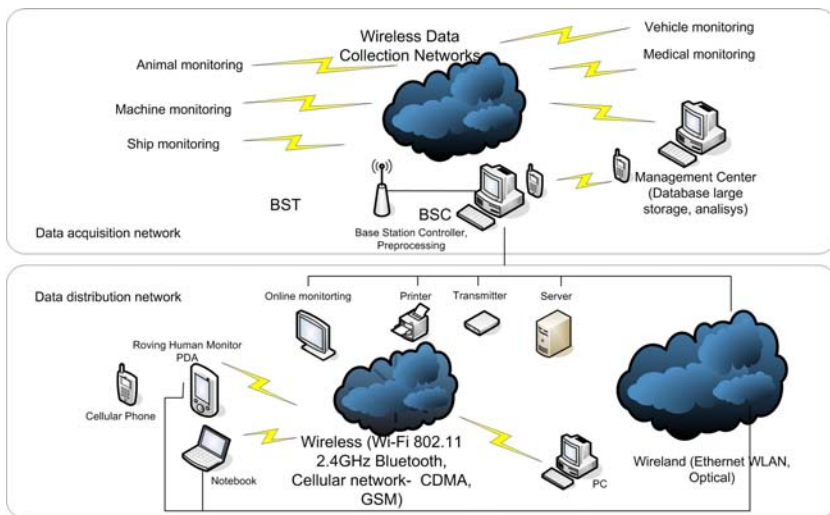 Wireless Data
Collection Networks
Vehicle monitoring
Medical monitoring
Animal monitoring
Machine monitoring
Ship monitoring
Management Center
(Database large
storage, analisys)
BST
BSC
Base Station Controller,
Preprocessing
Data acquisition network
Data distribution network
Online monitorting
Printer
Transmitter
Server
Roving Human Monitor
PDA
Cellular Phone
Notebook
Wireless (Wi-Fi 802.11
2.4GHz Bluetooth,
Cellular network- CDMA,
GSM)
PC
Wireland (Ethernet WLAN,
Optical)